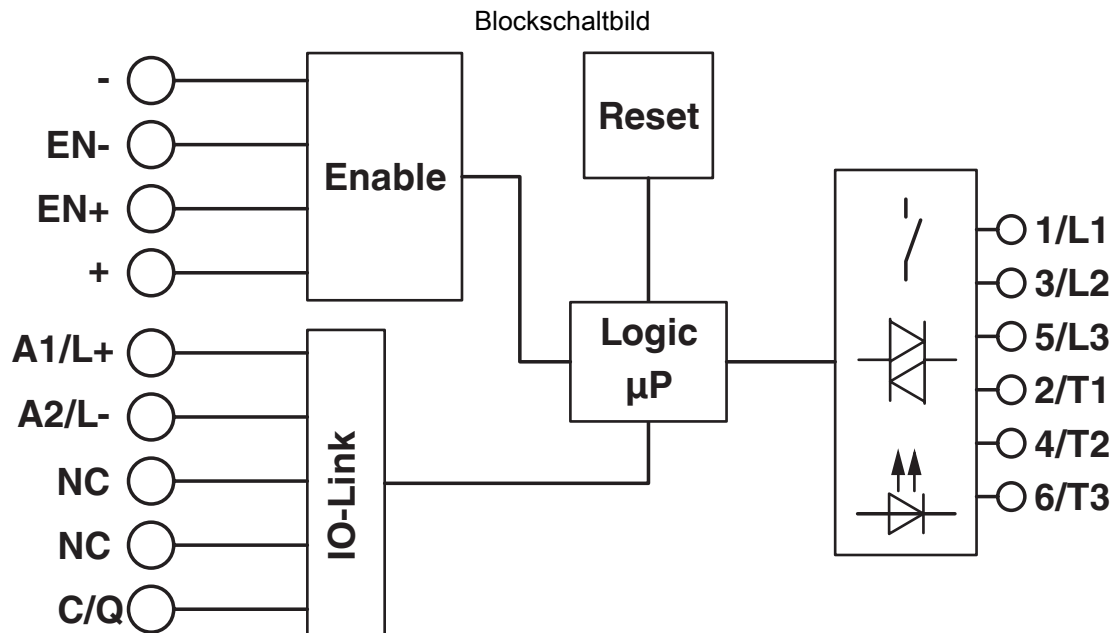 Blockschaltbild
-
EN-
EN+
+
Enable
Reset
A1/L+
A2/L-
NC
NC
C/Q
IO-Link
Logic
µP
1/L1
3/L2
5/L3
2/T1
4/T2
6/T3